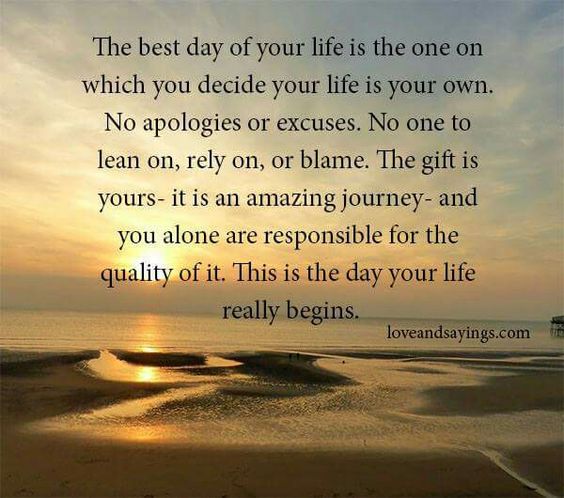 The best day of your life is the one on
which you decide your life is your own.
No apologies or excuses. No one to
lean on, rely on, or blame. The gift is
yours- it is an amazing journey- and
you alone are responsible for the
quality of it. This is the day your life
really begins.
loveandsayings.com